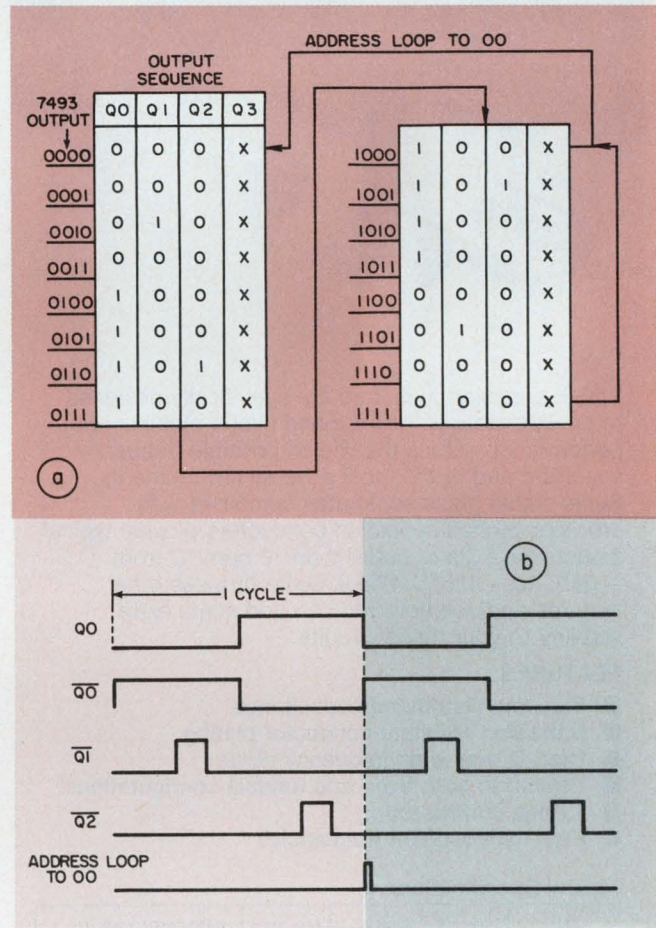 ADDRESS LOOP TO 00
OUTPUT
SEQUENCE
7493
OUTPUT
Q0 Q1 Q2 Q3
0000 0 0 0 X
0001 0 0 0 X
0010 0 1 0 X
0011 0 0 0 X
0100 1 0 0 X
0101 1 0 0 X
0110 1 0 1 X
0111 1 0 0 X
1000 1 0 0 X
1001 1 0 1 X
1010 1 0 0 X
1011 1 0 0 X
1100 0 0 0 X
1101 0 1 0 X
1110 0 0 0 X
1111 0 0 0 X
a
b
1 CYCLE
Q0
Q̅0̅
Q̅1̅
Q̅2̅
ADDRESS LOOP
TO 00